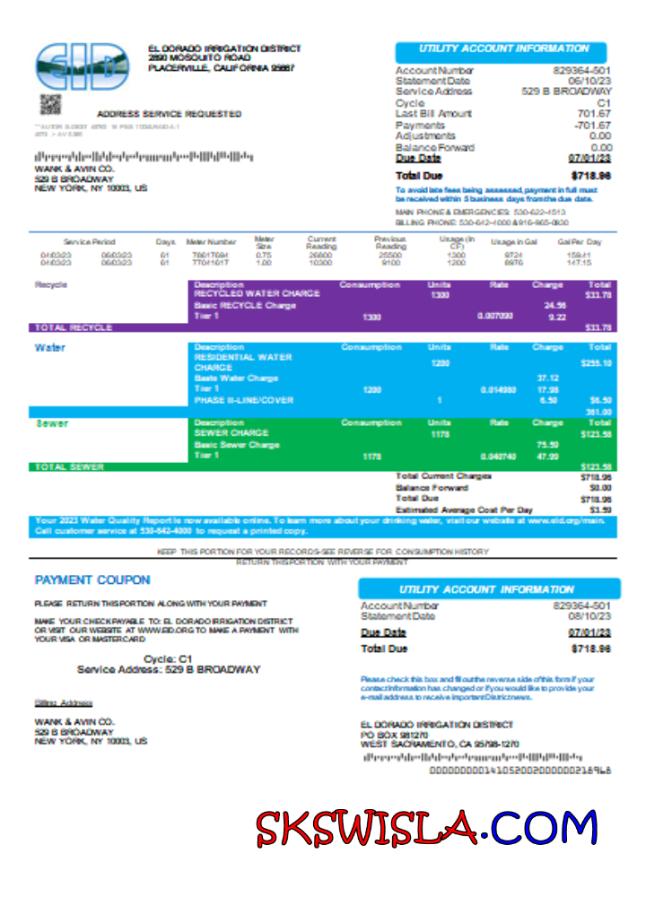 EID
EL DORADO IRRIGATION DISTRICT
2890 MOSQUITO ROAD
PLACERVILLE, CALIFORNIA 95667
ADDRESS SERVICE REQUESTED
WANK & AVIN CO.
529 B BROADWAY
NEW YORK, NY 10003, US
UTILITY ACCOUNT INFORMATION
Account Number 829364-501
Statement Date 06/10/23
Service Address 529 B BROADWAY
Cycle C1
Last Bill Amount 701.67
Payments -701.67
Adjustments 0.00
Balance Forward 0.00
Due Date 07/01/23
Total Due $718.96
To avoid late fees being assessed, payment in full must
be received within 5 business days from the due date.
MAIN PHONE & EMERGENCIES: 530-622-4513
BILLING PHONE: 530-642-4000 & 916-965-0930
Service Period Days Meter Number Meter Size Current Reading Previous Reading Usage (in CF) Usage in Gal Gal Per Day
04/03/23 06/03/23 61 0.75 26800 25500 1300 9724 159.41
04/03/23 06/03/23 61 1.00 10300 9100 1200 8976 147.15
Recycle Description Consumption Units Rate Charge Total
RECYCLED WATER CHARGE 1300 $33.78
Basic RECYCLE Charge 24.56
Tier 1 1300 0.007090 9.22
TOTAL RECYCLE $33.78
Water Description Consumption Units Rate Charge Total
RESIDENTIAL WATER CHARGE 1200 $255.10
Baste Water Charge 37.12
Tier 1 1200 0.014980 17.98
PHASE II-LINE/COVER 1 6.50 $6.50
361.00
Sewer Description Consumption Units Rate Charge Total
SEWER CHARGE 1178 $123.58
Basic Sewer Charge 75.59
Tier 1 1178 0.040740 47.99
TOTAL SEWER $123.58
Total Current Charges $718.96
Balance Forward $0.00
Total Due $718.96
Estimated Average Cost Per Day $3.59
Your 2023 Water Quality Report is now available online. To learn more about your drinking water, visit our website at www.eid.org/main.
Call customer service at 530-642-4000 to request a printed copy.
KEEP THIS PORTION FOR YOUR RECORDS-SEE REVERSE FOR CONSUMPTION HISTORY
RETURN THIS PORTION WITH YOUR PAYMENT
PAYMENT COUPON
PLEASE RETURN THIS PORTION ALONG WITH YOUR PAYMENT
MAKE YOUR CHECK PAYABLE TO: EL DORADO IRRIGATION DISTRICT
OR VISIT OUR WEBSITE AT WWW.EID.ORG TO MAKE A PAYMENT WITH
YOUR VISA OR MASTERCARD
Cycle: C1
Service Address: 529 B BROADWAY
Billing Address
WANK & AVIN CO.
529 B BROADWAY
NEW YORK, NY 10003, US
UTILITY ACCOUNT INFORMATION
Account Number 829364-501
Statement Date 08/10/23
Due Date 07/01/23
Total Due $718.96
Please check this box and fill out the reverse side of this form if your
contact information has changed or if you would like to provide your
e-mail address to receive important District news.
EL DORADO IRRIGATION DISTRICT
PO BOX 981270
WEST SACRAMENTO, CA 95798-1270
SKSWISLA.COM